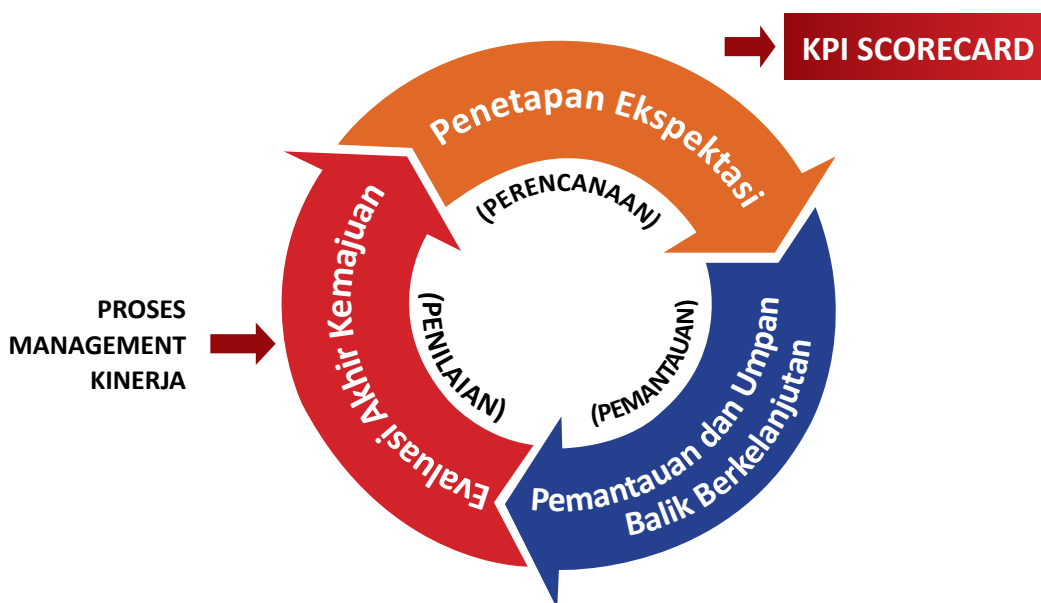 KPI SCORECARD
Penetapan Ekspektasi
(PERENCANAAN)
PROSES
MANAGEMENT
KINERJA
Evaluasi Akhir Kemajuan
(PENILAIAN)
(PEMANTAUAN)
Pemantauan dan Umpan
Balik Berkelanjutan